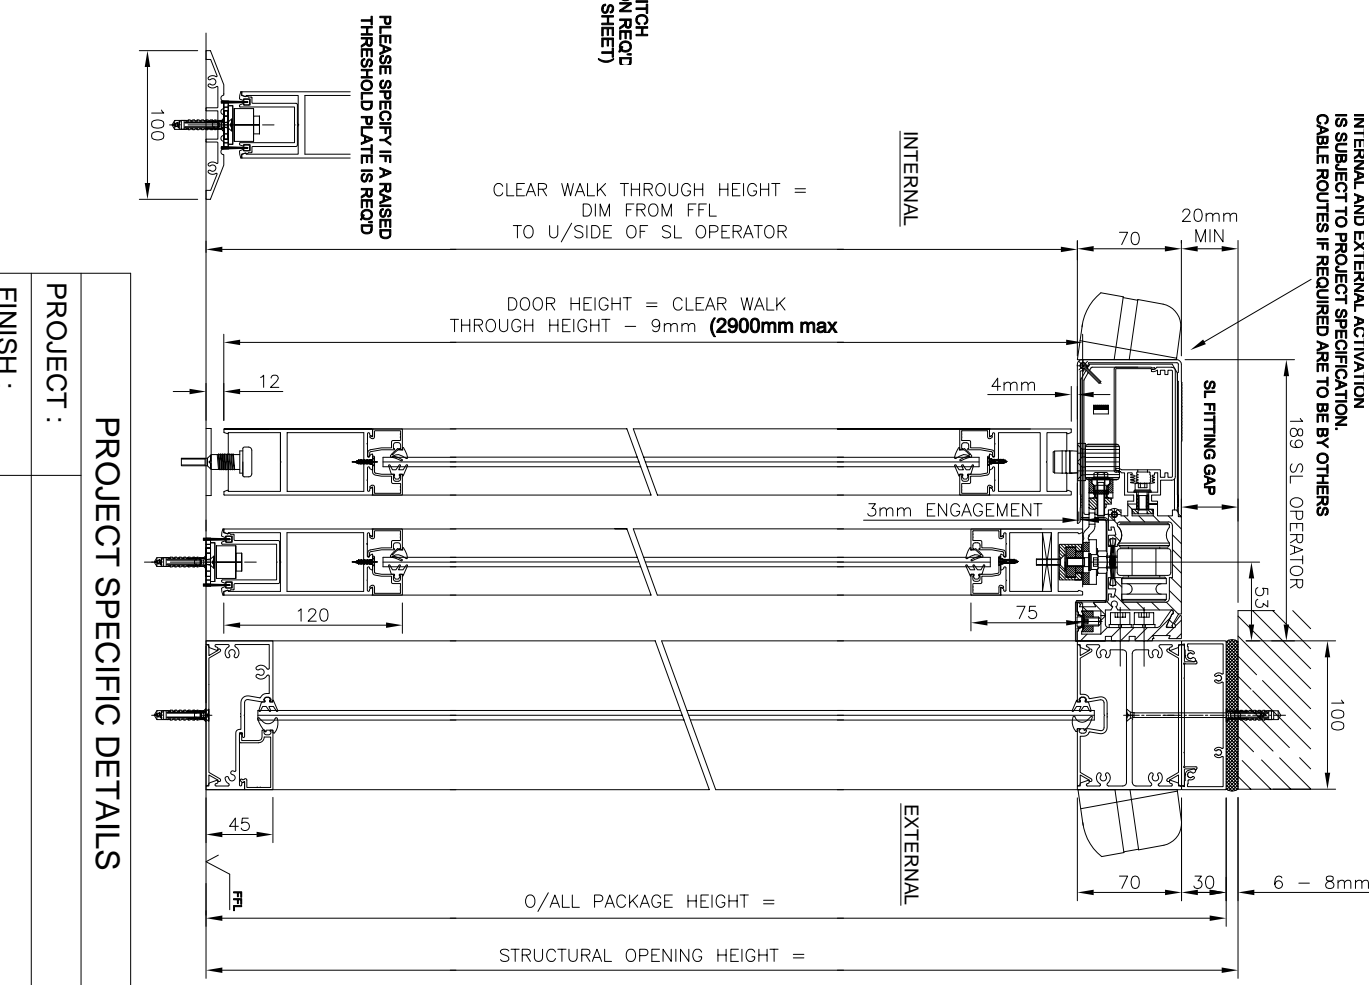 ITCH
ON REQ'D
SHEET)
PLEASE SPECIFY IF A RAISED
THRESHOLD PLATE IS REQ'D
100
INTERNAL
CLEAR WALK THROUGH HEIGHT =
DIM FROM FFL
TO U/SIDE OF SL OPERATOR
70
20mm
MIN
INTERNAL AND EXTERNAL ACTIVATION
IS SUBJECT TO PROJECT SPECIFICATION.
CABLE ROUTES IF REQUIRED ARE TO BE BY OTHERS
DOOR HEIGHT = CLEAR WALK
THROUGH HEIGHT – 9mm (2900mm max
12
4mm
SL FITTING GAP
189 SL OPERATOR
3mm ENGAGEMENT
53
120
75
100
45
EXTERNAL
FFL
70
30
6 – 8mm
O/ALL PACKAGE HEIGHT =
STRUCTURAL OPENING HEIGHT =
PROJECT SPECIFIC DETAILS
PROJECT :
FINISH :